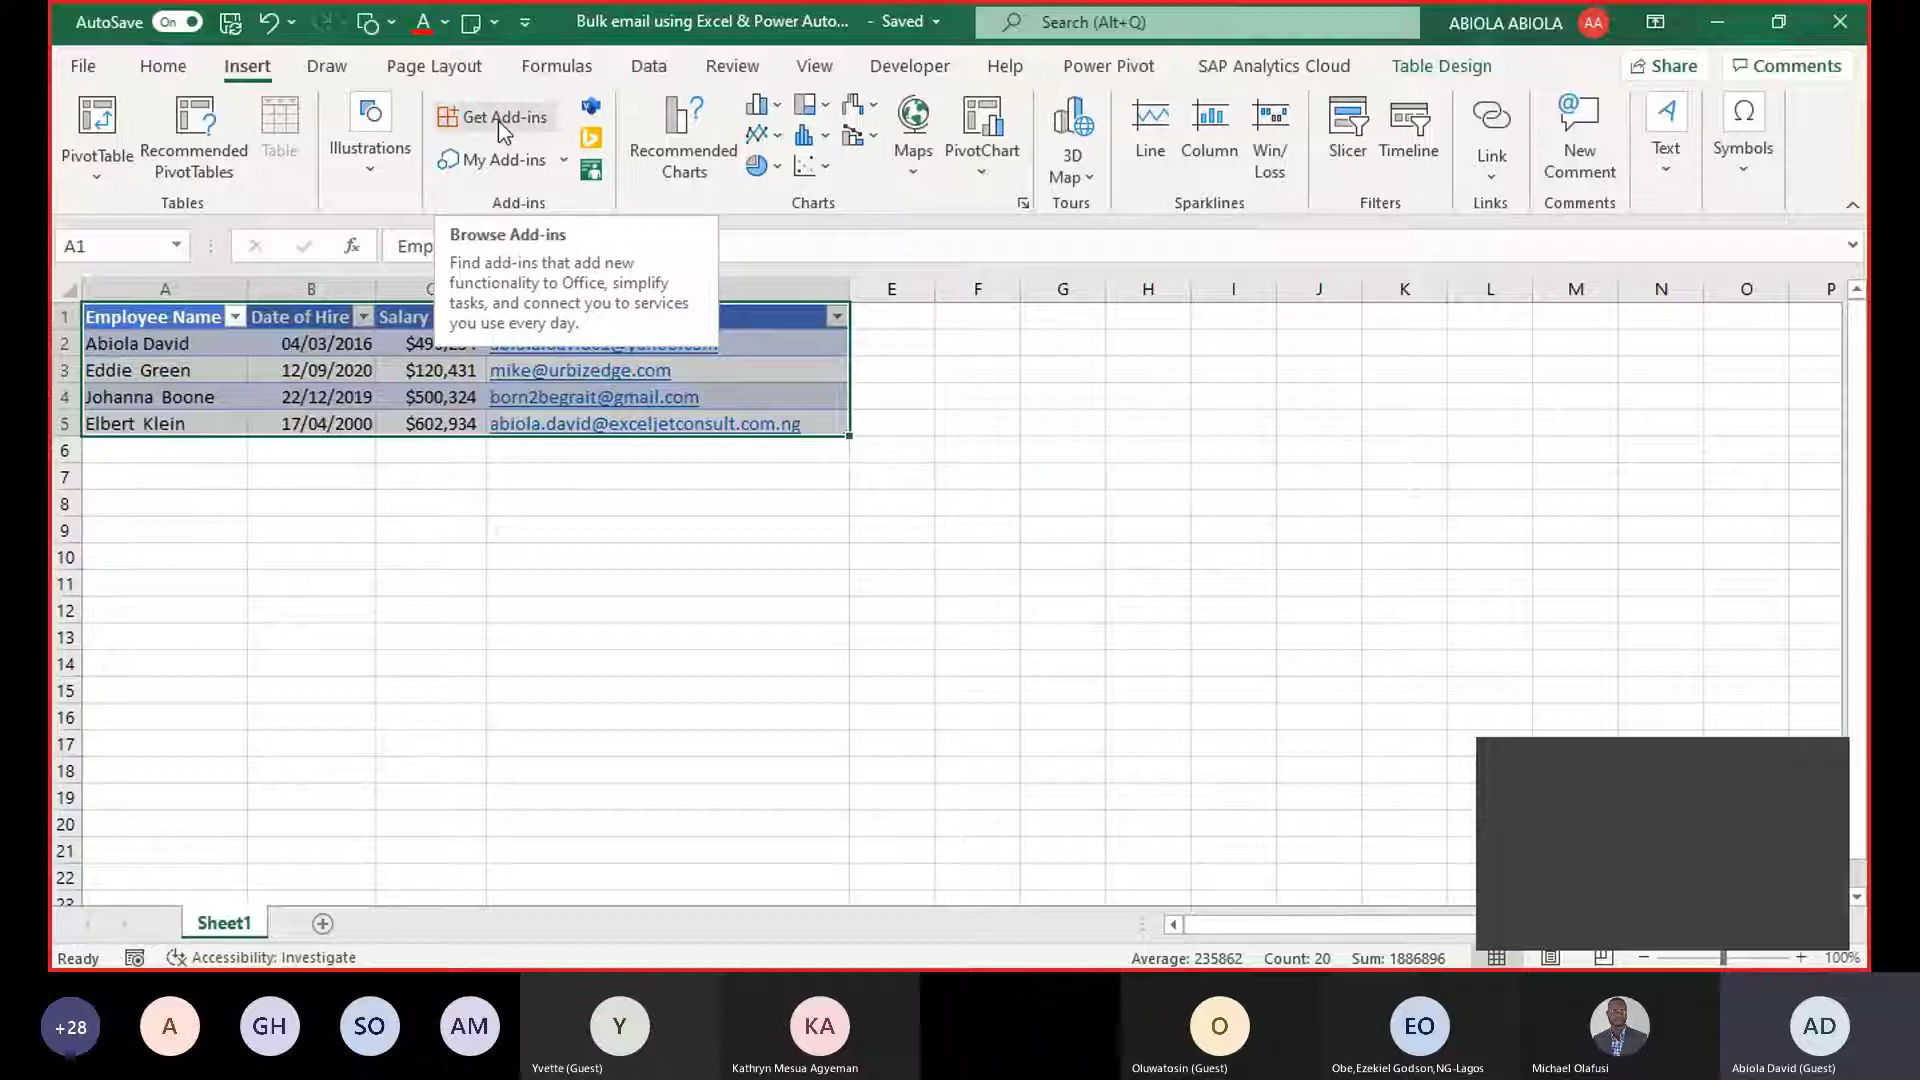 AutoSave On Bulk email using Excel & Power Auto... - Saved Search (Alt+Q) ABIOLA ABIOLA AA
File Home Insert Draw Page Layout Formulas Data Review View Developer Help Power Pivot SAP Analytics Cloud Table Design Share Comments
PivotTable
Recommended
PivotTables
Table
Tables
Illustrations
Get Add-ins
My Add-ins
Add-ins
Recommended
Charts
Maps
PivotChart
Charts
3D
Map
Tours
Line
Column
Win/
Loss
Sparklines
Slicer
Timeline
Filters
Link
Links
New
Comment
Comments
Text
Symbols
A1 fx Emp
Browse Add-ins
Find add-ins that add new
functionality to Office, simplify
tasks, and connect you to services
you use every day.
A B C E F G H I J K L M N O P
1 Employee Name Date of Hire Salary
2 Abiola David 04/03/2016
3 Eddie Green 12/09/2020 $120,431 mike@urbizedge.com
4 Johanna Boone 22/12/2019 $500,324 born2begrait@gmail.com
5 Elbert Klein 17/04/2000 $602,934 abiola.david@exceljetconsult.com.ng
6
7
8
9
10
11
12
13
14
15
16
17
18
19
20
21
22
23
Sheet1
Ready Accessibility: Investigate Average: 235862 Count: 20 Sum: 1886896 100%
+28 A GH SO AM Y KA O EO AD
Yvette (Guest) Kathryn Mesua Agyeman Oluwatosin (Guest) Obe,Ezekiel Godson,NG-Lagos Michael Olafusi Abiola David (Guest)